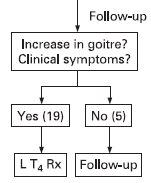 Follow-up
Increase in goitre?
Clinical symptoms?
Yes (19)
No (5)
L T₄ Rx
Follow-up